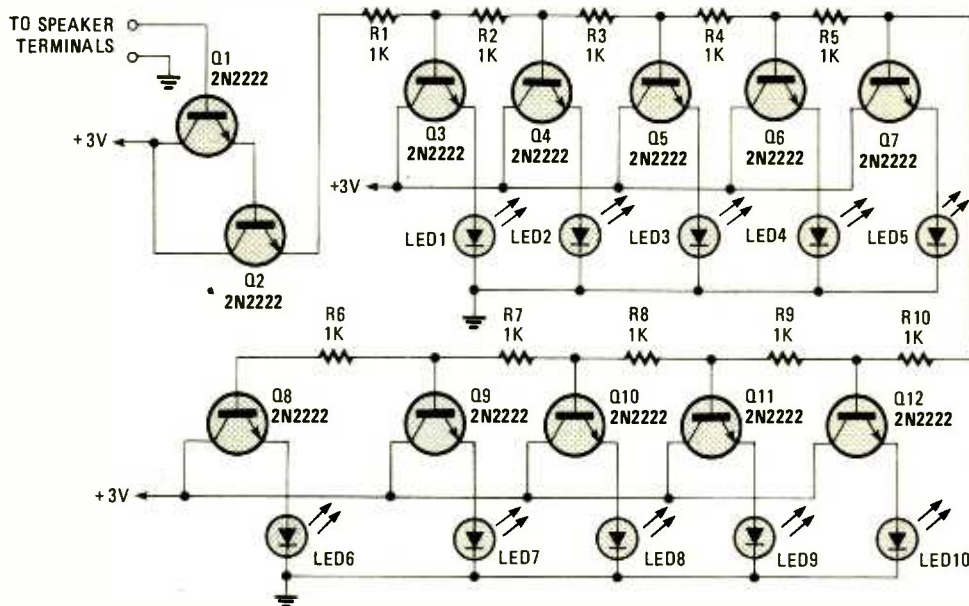 TO SPEAKER
TERMINALS
Q1
2N2222
+3V
Q2
2N2222
R1
1K
R2
1K
R3
1K
R4
1K
R5
1K
Q3
2N2222
Q4
2N2222
Q5
2N2222
Q6
2N2222
Q7
2N2222
+3V
LED1
LED2
LED3
LED4
LED5
R6
1K
R7
1K
R8
1K
R9
1K
R10
1K
Q8
2N2222
Q9
2N2222
Q10
2N2222
Q11
2N2222
Q12
2N2222
+3V
LED6
LED7
LED8
LED9
LED10